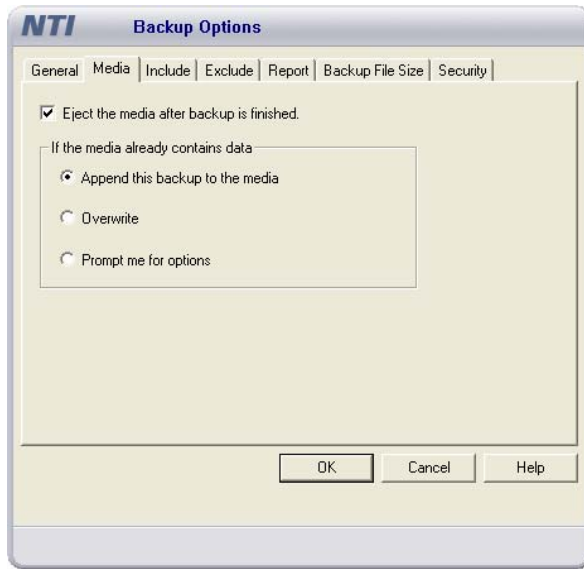 NTI Backup Options
General Media Include Exclude Report Backup File Size Security
Eject the media after backup is finished.
If the media already contains data
Append this backup to the media
Overwrite
Prompt me for options
OK Cancel Help